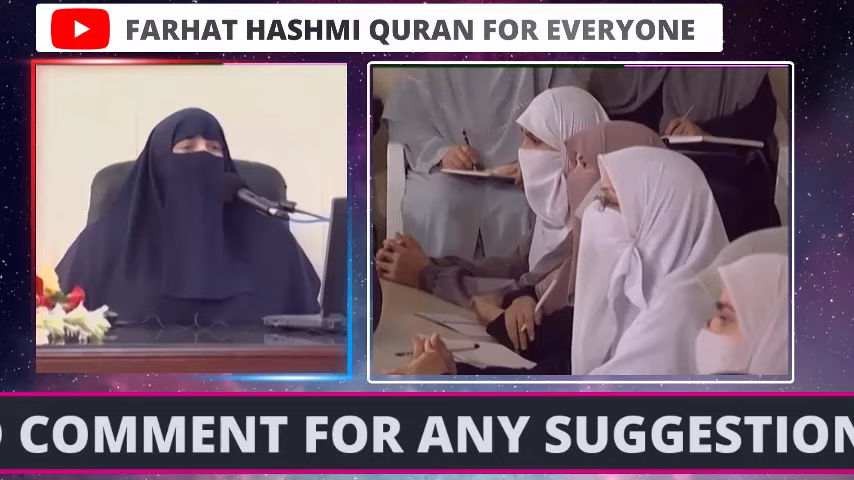 FARHAT HASHMI QURAN FOR EVERYONE
COMMENT FOR ANY SUGGESTION